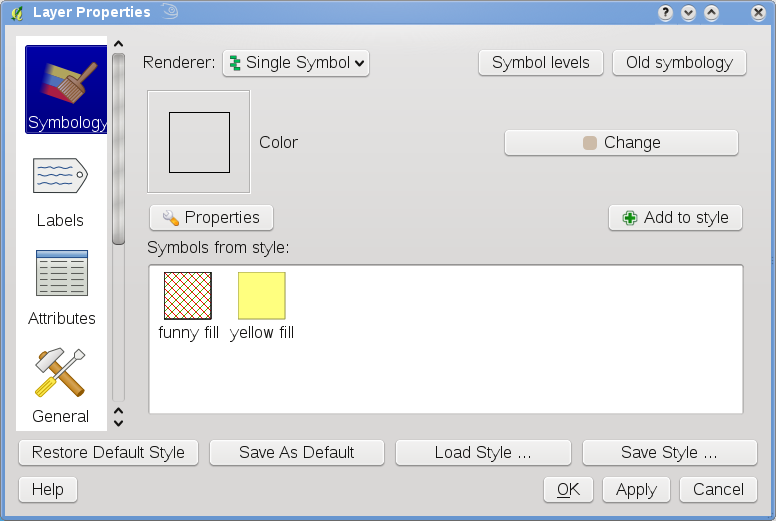 Layer Properties
Renderer: Single Symbol Symbol levels Old symbology
Symbology
Color Change
Labels
Properties Add to style
Symbols from style:
Attributes
funny fill yellow fill
General
Restore Default Style Save As Default Load Style ... Save Style ...
Help OK Apply Cancel